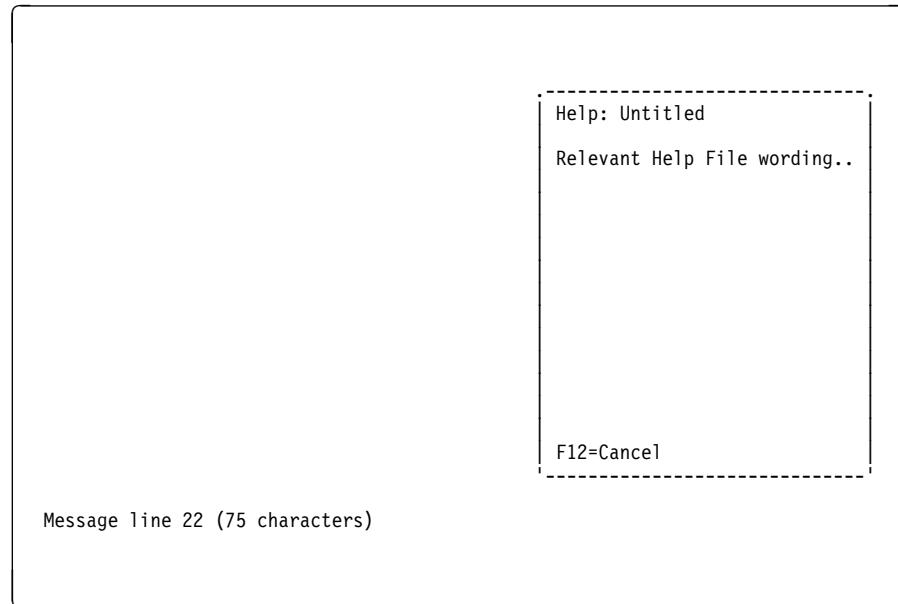 Help: Untitled
Relevant Help File wording..
F12=Cancel
Message line 22 (75 characters)